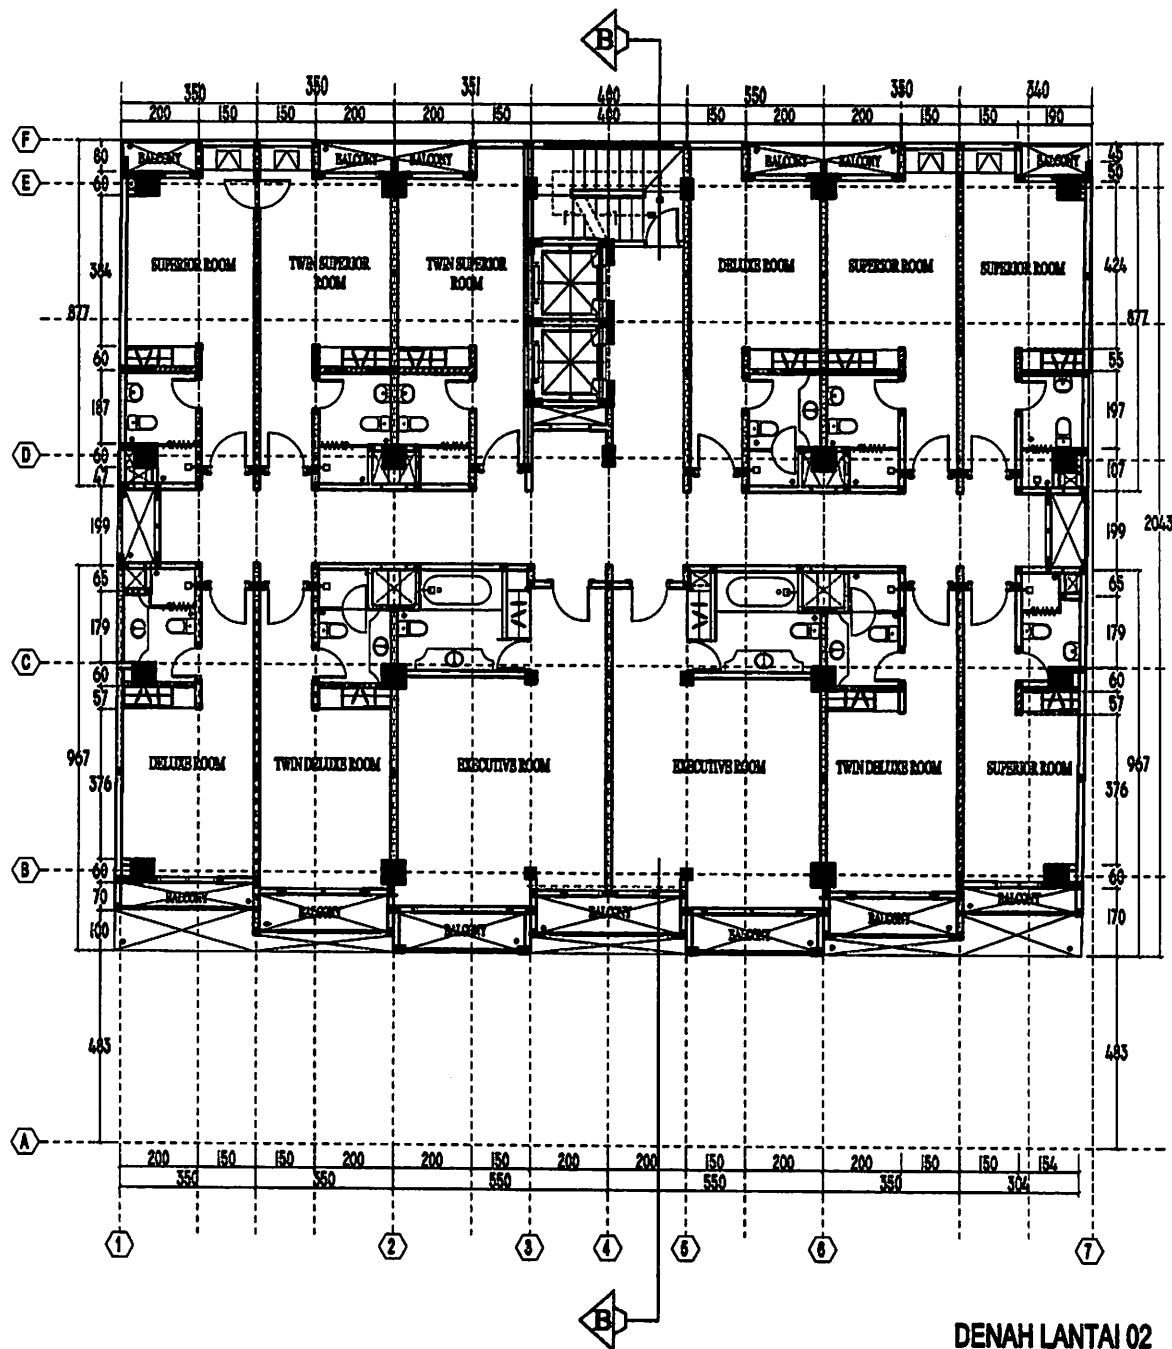 B
350 350 351 400 550 350 340
200 150 150 200 400 150 200 200 150 150 190
F
BALCONY BALCONY BALCONY BALCONY BALCONY BALCONY
80 45
E
60 50
384 424
SUPERIOR ROOM TWIN SUPERIOR ROOM TWIN SUPERIOR ROOM DELUXE ROOM SUPERIOR ROOM SUPERIOR ROOM
877 877
60 55
187 197
D
60 107
47
199 2043 199
65 65
179 179
C
60 60
57 57
967 DELUXE ROOM TWIN DELUXE ROOM EXECUTIVE ROOM EXECUTIVE ROOM TWIN DELUXE ROOM SUPERIOR ROOM 967
376 376
B
60 60
70 BALCONY BALCONY BALCONY BALCONY BALCONY BALCONY BALCONY 170
100
483 483
A
200 150 150 200 200 150 200 200 150 200 200 150 150 154
350 350 550 550 350 304
1 2 3 4 5 6 7
B
DENAH LANTAI 02